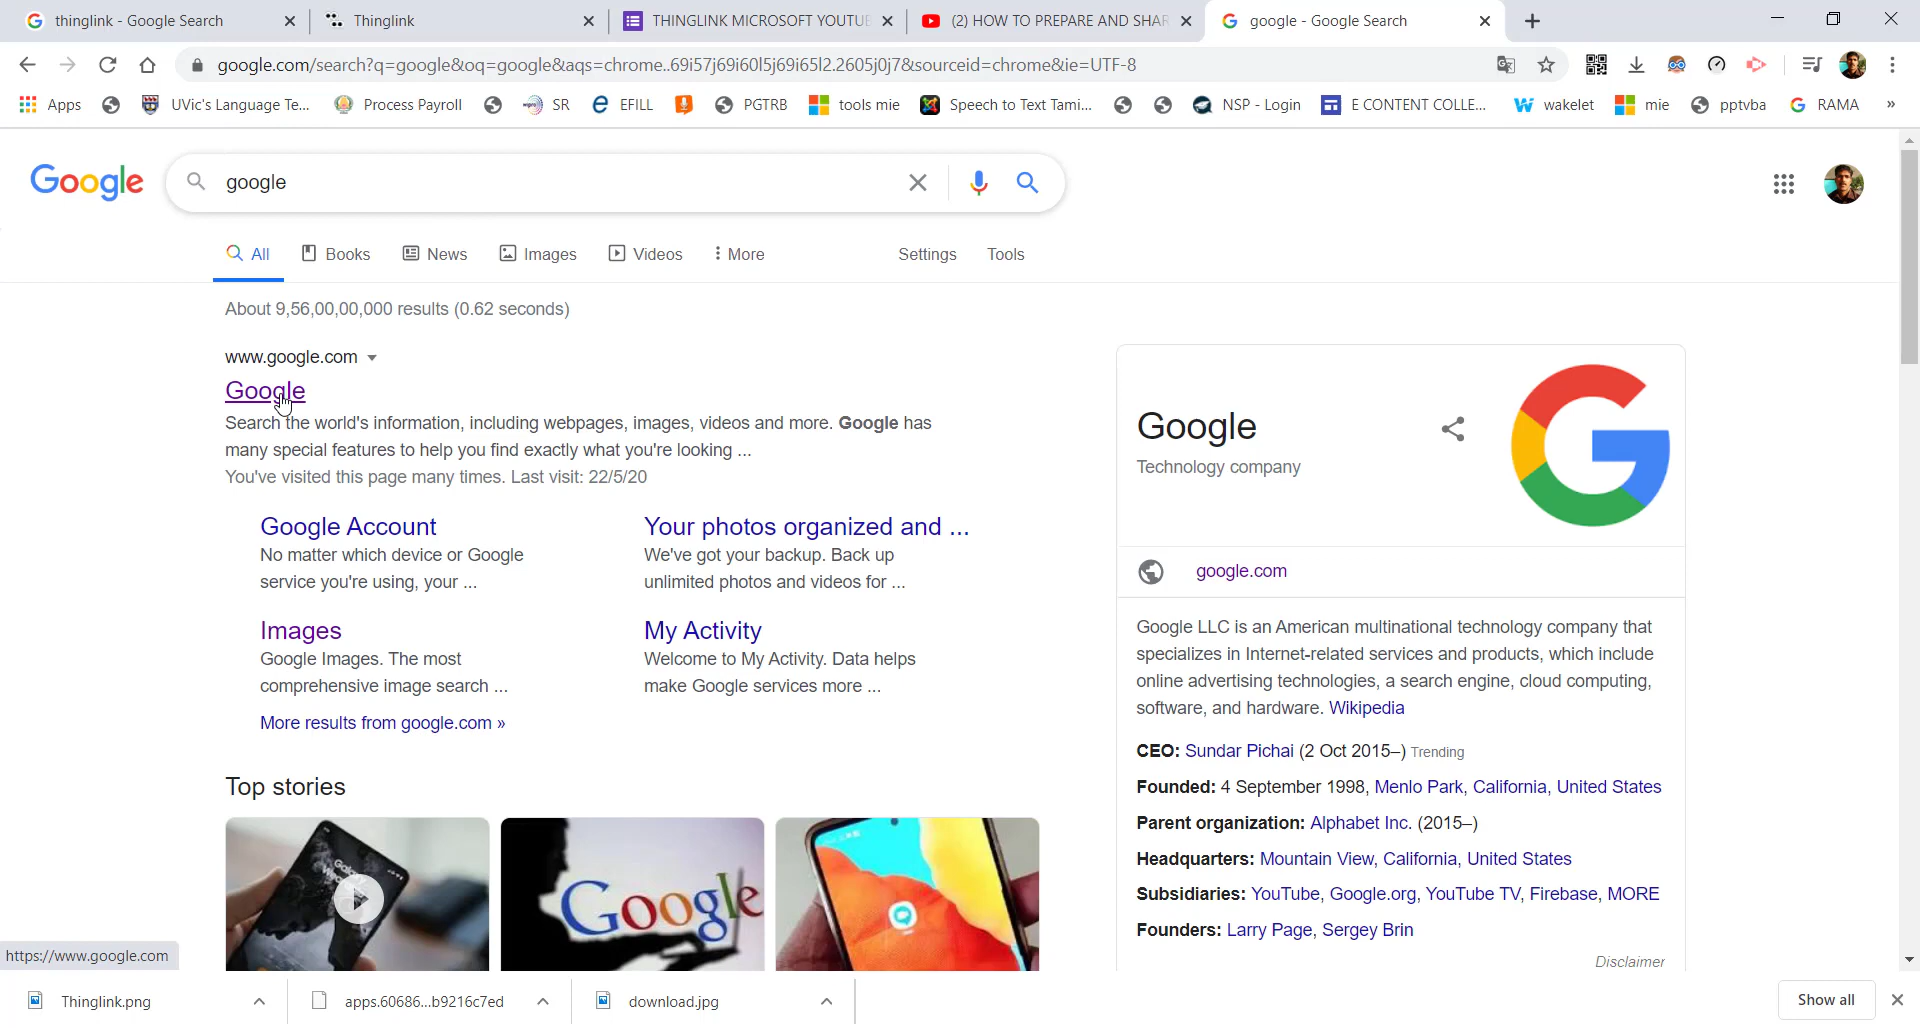 thinglink - Google Search
Thinglink
THINGLINK MICROSOFT YOUTUB
(2) HOW TO PREPARE AND SHAR
google - Google Search
google.com/search?q=google&oq=google&aqs=chrome..69i57j69i60l5j69i65l2.2605j0j7&sourceid=chrome&ie=UTF-8
Apps
UVic's Language Te...
Process Payroll
SR
EFILL
PGTRB
tools mie
Speech to Text Tami...
NSP - Login
E CONTENT COLLE...
wakelet
mie
pptvba
RAMA
»
Google
google
All
Books
News
Images
Videos
More
Settings
Tools
About 9,56,00,00,000 results (0.62 seconds)
www.google.com
Google
Search the world's information, including webpages, images, videos and more. Google has
many special features to help you find exactly what you're looking ...
You've visited this page many times. Last visit: 22/5/20
Google Account
No matter which device or Google
service you're using, your ...
Your photos organized and ...
We've got your backup. Back up
unlimited photos and videos for ...
Images
Google Images. The most
comprehensive image search ...
My Activity
Welcome to My Activity. Data helps
make Google services more ...
More results from google.com »
Top stories
Google
Google
Technology company
google.com
Google LLC is an American multinational technology company that
specializes in Internet-related services and products, which include
online advertising technologies, a search engine, cloud computing,
software, and hardware. Wikipedia
CEO: Sundar Pichai (2 Oct 2015–) Trending
Founded: 4 September 1998, Menlo Park, California, United States
Parent organization: Alphabet Inc. (2015–)
Headquarters: Mountain View, California, United States
Subsidiaries: YouTube, Google.org, YouTube TV, Firebase, MORE
Founders: Larry Page, Sergey Brin
Disclaimer
https://www.google.com
Thinglink.png
apps.60686...b9216c7ed
download.jpg
Show all